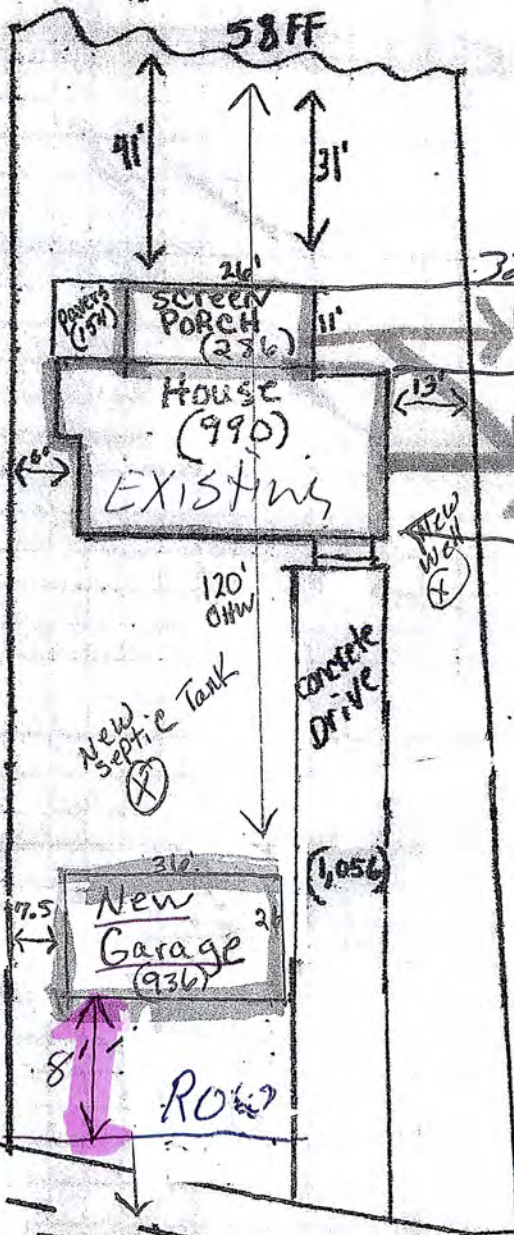 58FF
41'
31'
26'
32
pavers
(154)
SCREEN
PORCH
(286)
11'
House
(990)
EXISTING
13'
6'
New
Well
X
120'
OHW
concrete
Drive
New
Septic Tank
X
(1,056)
36'
7.5
New
Garage
(936)
26
8'
ROW